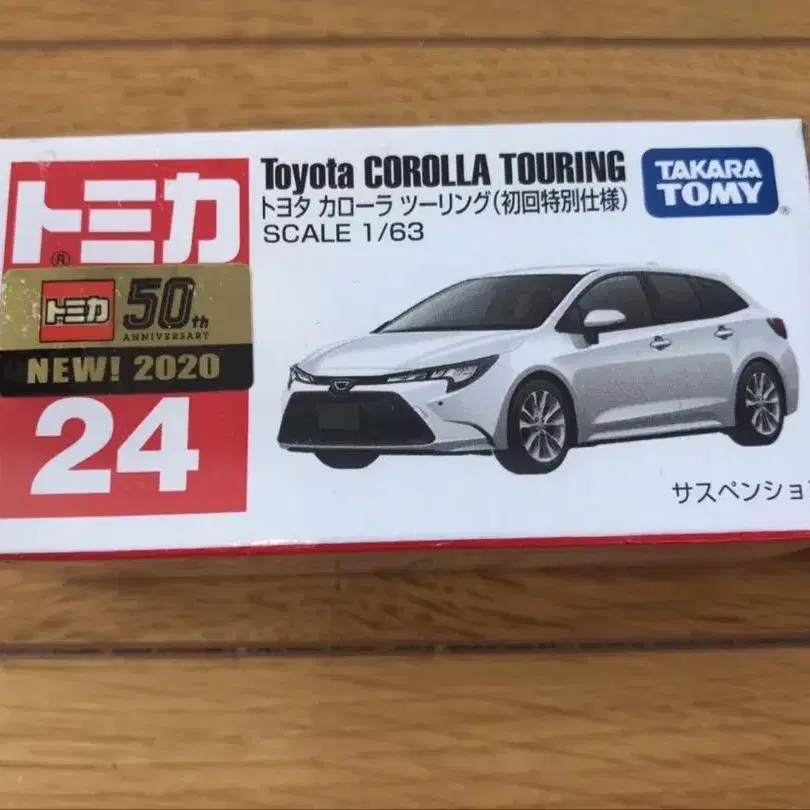 トミカ®
トミカ 50th
ANNIVERSARY
NEW! 2020
24
Toyota COROLLA TOURING
トヨタ カローラ ツーリング(初回特別仕様)
SCALE 1/63
TAKARA
TOMY®
サスペンショ